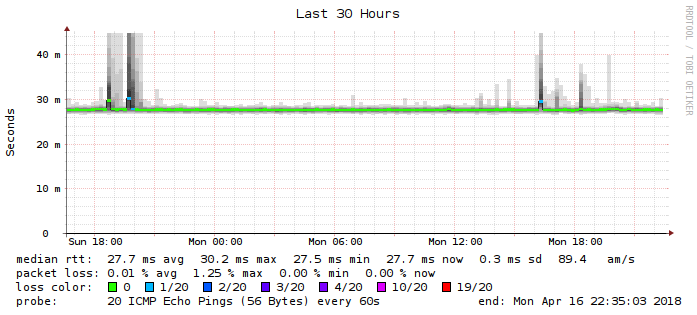 Last 30 Hours
RRDTOOL / TOBI OETIKER
Seconds
40 m
30 m
20 m
10 m
0
Sun 18:00 Mon 00:00 Mon 06:00 Mon 12:00 Mon 18:00
median rtt: 27.7 ms avg 30.2 ms max 27.5 ms min 27.7 ms now 0.3 ms sd 89.4 am/s
packet loss: 0.01 % avg 1.25 % max 0.00 % min 0.00 % now
loss color: 0 1/20 2/20 3/20 4/20 10/20 19/20
probe: 20 ICMP Echo Pings (56 Bytes) every 60s end: Mon Apr 16 22:35:03 2018